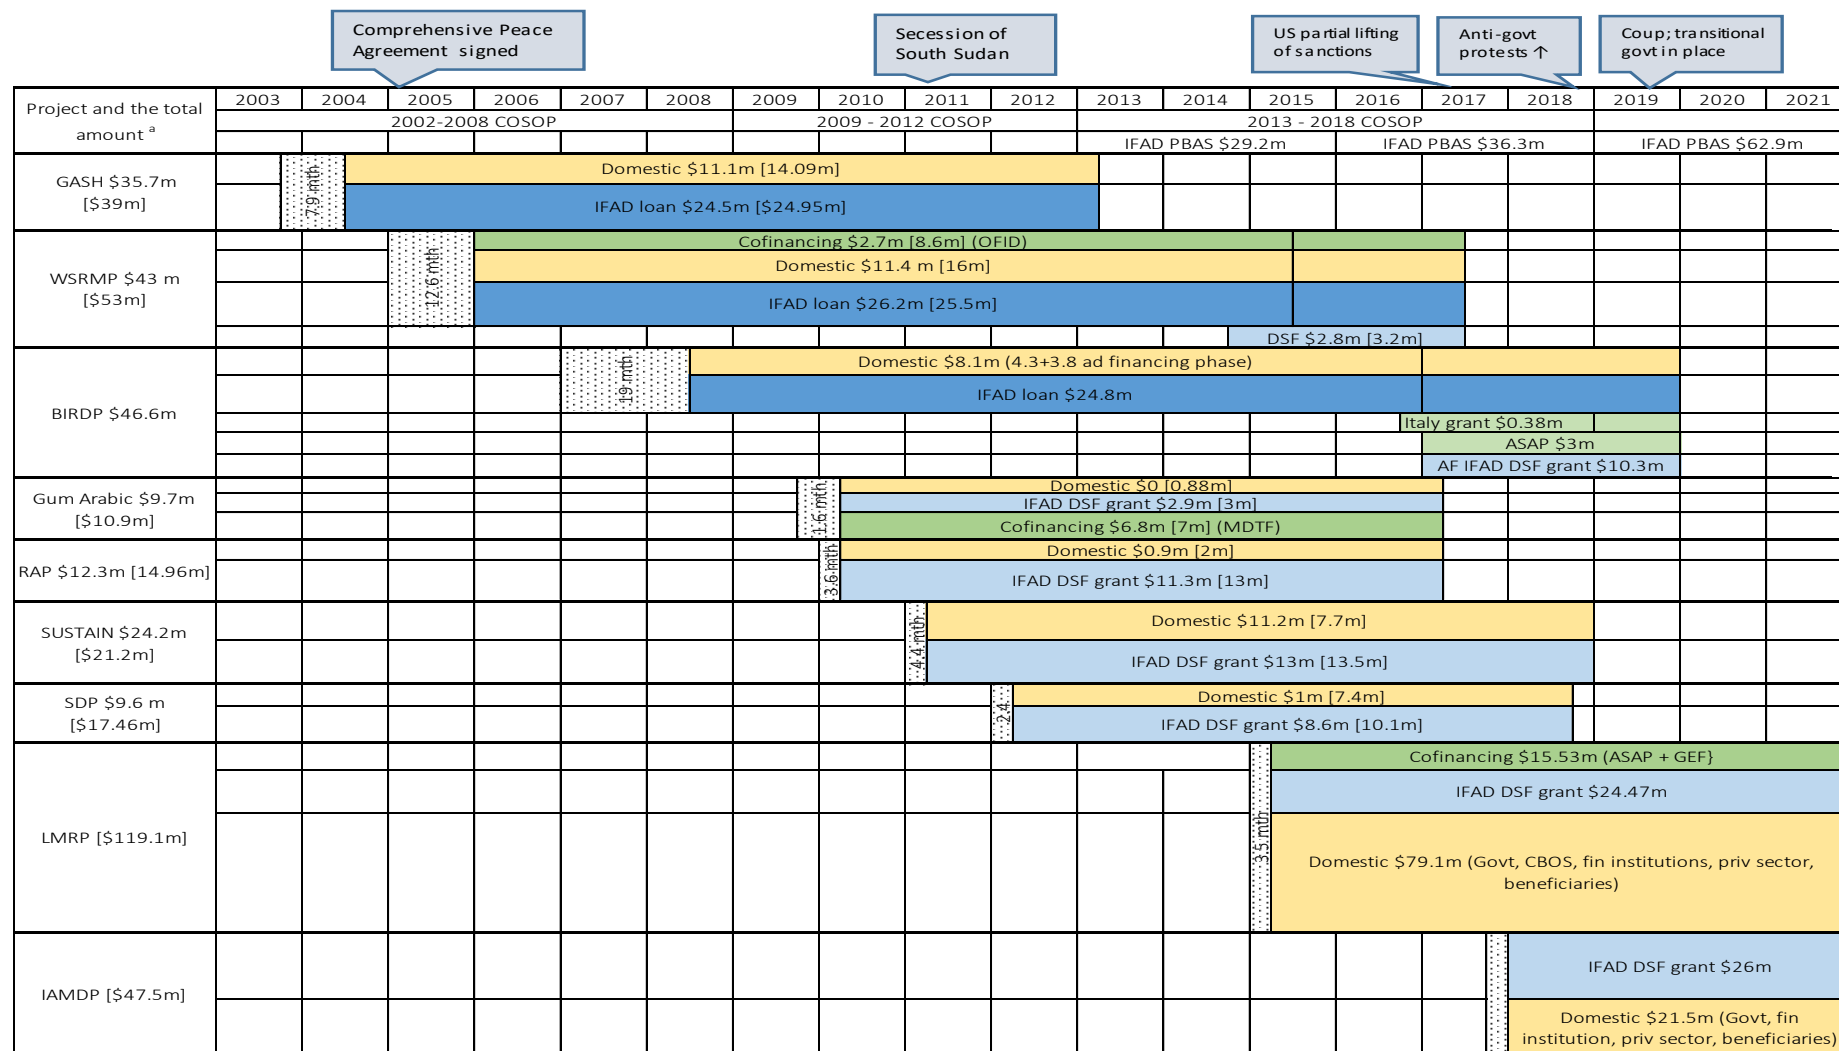 Comprehensive Peace
Agreement signed
Secession of
South Sudan
US partial lifting
of sanctions
Anti-govt
protests ↑
Coup; transitional
govt in place
Project and the total
amount ᵃ
2003 2004 2005 2006 2007 2008 2009 2010 2011 2012 2013 2014 2015 2016 2017 2018 2019 2020 2021
2002-2008 COSOP 2009 - 2012 COSOP 2013 - 2018 COSOP
IFAD PBAS $29.2m IFAD PBAS $36.3m IFAD PBAS $62.9m
GASH $35.7m
[$39m]
7.9 mth
Domestic $11.1m [14.09m]
IFAD loan $24.5m [$24.95m]
WSRMP $43 m
[$53m]
12.6 mth
Cofinancing $2.7m [8.6m] (OFID)
Domestic $11.4 m [16m]
IFAD loan $26.2m [25.5m]
DSF $2.8m [3.2m]
BIRDP $46.6m
19 mth
Domestic $8.1m (4.3+3.8 ad financing phase)
IFAD loan $24.8m
Italy grant $0.38m
ASAP $3m
AF IFAD DSF grant $10.3m
Gum Arabic $9.7m
[$10.9m]
1.6 mth
Domestic $0 [0.88m]
IFAD DSF grant $2.9m [3m]
Cofinancing $6.8m [7m] (MDTF)
RAP $12.3m [14.96m]
3.6 mth
Domestic $0.9m [2m]
IFAD DSF grant $11.3m [13m]
SUSTAIN $24.2m
[$21.2m]
4.4 mth
Domestic $11.2m [7.7m]
IFAD DSF grant $13m [13.5m]
SDP $9.6 m
[$17.46m]
2.4
Domestic $1m [7.4m]
IFAD DSF grant $8.6m [10.1m]
LMRP [$119.1m]
3.5 mth
Cofinancing $15.53m (ASAP + GEF}
IFAD DSF grant $24.47m
Domestic $79.1m (Govt, CBOS, fin institutions, priv sector,
beneficiaries)
IAMDP [$47.5m]
IFAD DSF grant $26m
Domestic $21.5m (Govt, fin
institution, priv sector, beneficiaries)